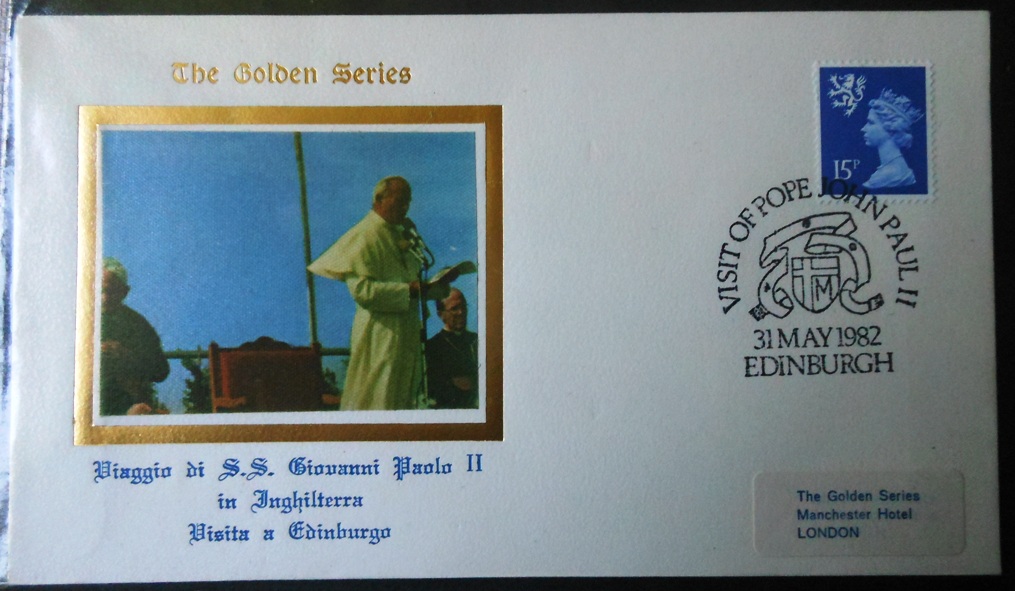 The Golden Series
15P
VISIT OF POPE JOHN PAUL II
M
31 MAY 1982
EDINBURGH
Viaggio di S.S. Giovanni Paolo II
in Inghilterra
Visita a Edinburgo
The Golden Series
Manchester Hotel
LONDON